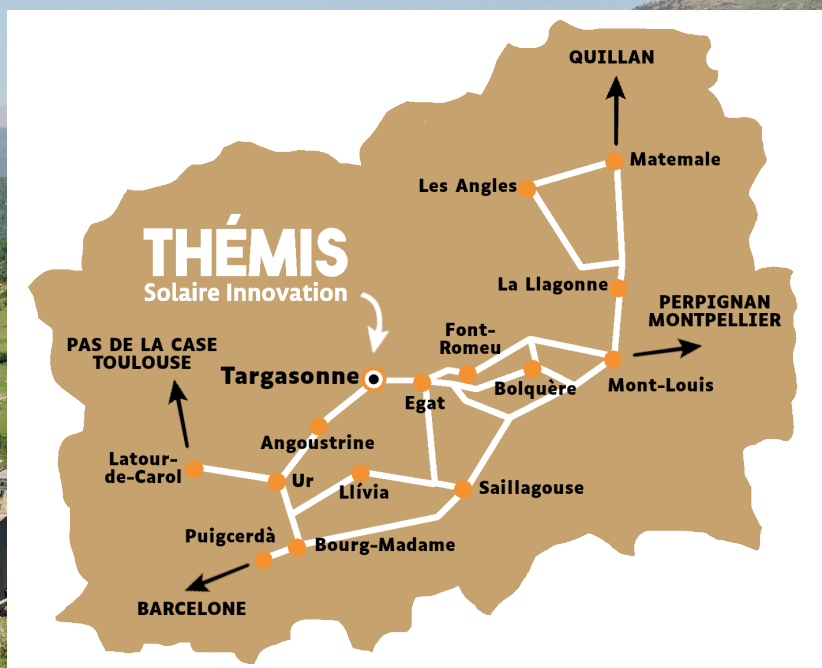 QUILLAN
Matemale
Les Angles
THÉMIS
Solaire Innovation
La Llagonne
PERPIGNAN
MONTPELLIER
Font-
Romeu
PAS DE LA CASE
TOULOUSE
Targasonne
Egat
Bolquère
Mont-Louis
Angoustrine
Latour-
de-Carol
Ur
Llívia
Saillagouse
Puigcerdà
Bourg-Madame
BARCELONE